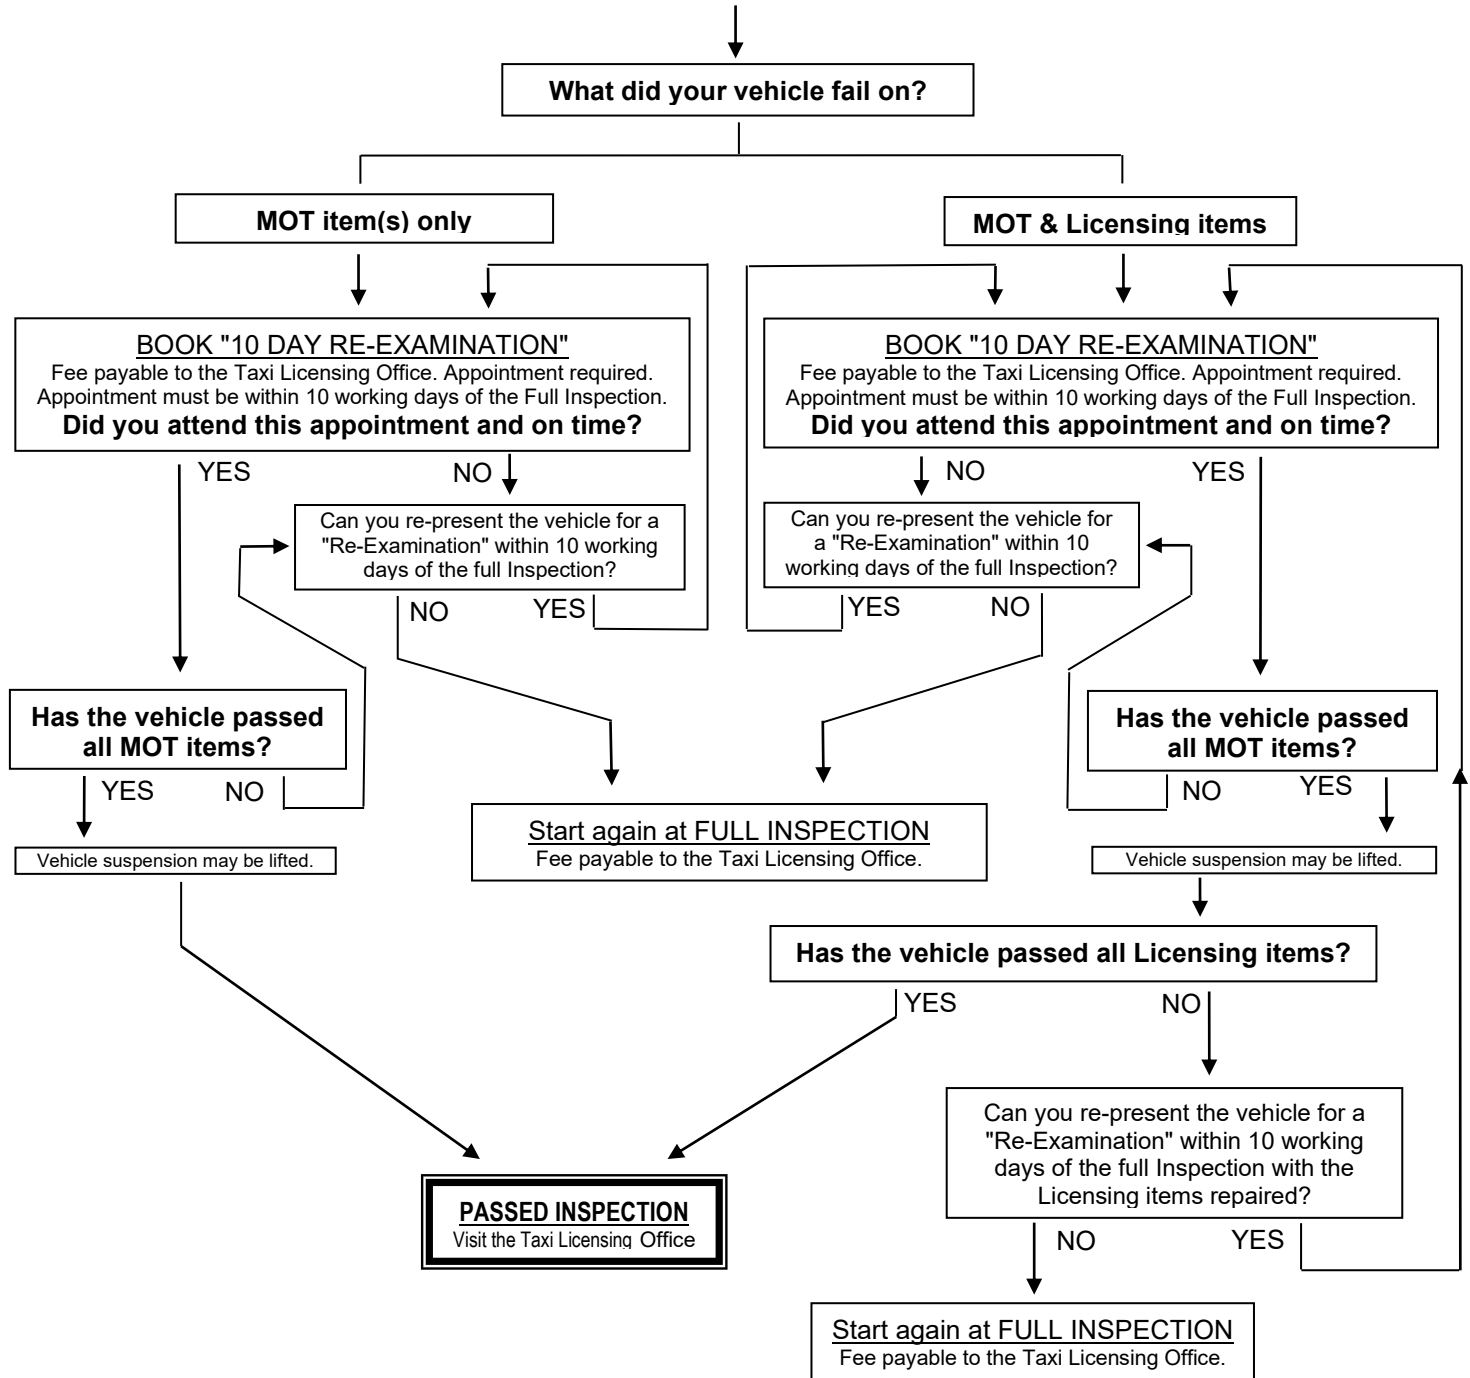 What did your vehicle fail on?
MOT item(s) only
MOT & Licensing items
BOOK "10 DAY RE-EXAMINATION"
Fee payable to the Taxi Licensing Office. Appointment required.
Appointment must be within 10 working days of the Full Inspection.
Did you attend this appointment and on time?
BOOK "10 DAY RE-EXAMINATION"
Fee payable to the Taxi Licensing Office. Appointment required.
Appointment must be within 10 working days of the Full Inspection.
Did you attend this appointment and on time?
YES
NO
NO
YES
Can you re-present the vehicle for a
"Re-Examination" within 10 working
days of the full Inspection?
Can you re-present the vehicle for
a "Re-Examination" within 10
working days of the full Inspection?
NO
YES
YES
NO
Has the vehicle passed
all MOT items?
Has the vehicle passed
all MOT items?
YES
NO
NO
YES
Start again at FULL INSPECTION
Fee payable to the Taxi Licensing Office.
Vehicle suspension may be lifted.
Vehicle suspension may be lifted.
Has the vehicle passed all Licensing items?
YES
NO
Can you re-present the vehicle for a
"Re-Examination" within 10 working
days of the full Inspection with the
Licensing items repaired?
PASSED INSPECTION
Visit the Taxi Licensing Office
NO
YES
Start again at FULL INSPECTION
Fee payable to the Taxi Licensing Office.